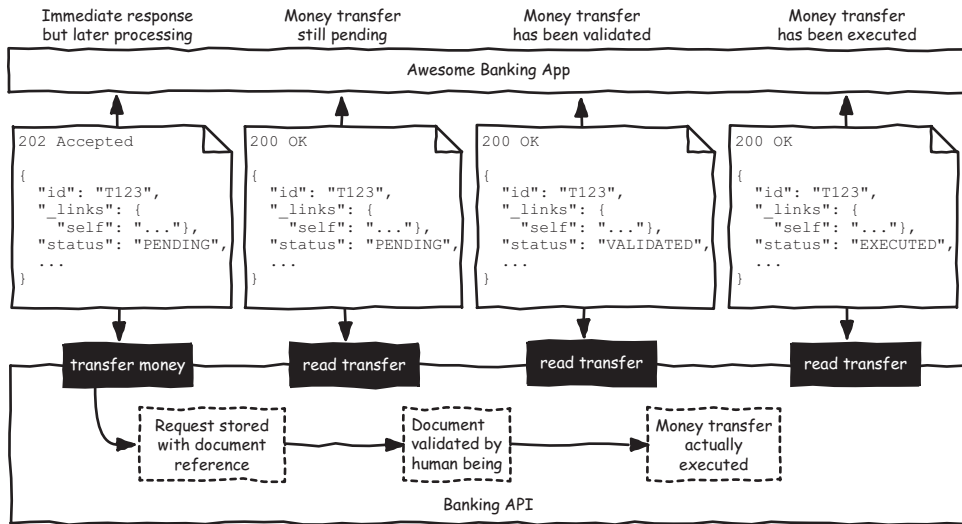 Immediate response
but later processing
Money transfer
still pending
Money transfer
has been validated
Money transfer
has been executed
Awesome Banking App
202 Accepted
{
"id": "T123",
"_links": {
"self": "..."},
"status": "PENDING",
...
}
200 OK
{
"id": "T123",
"_links": {
"self": "..."},
"status": "PENDING",
...
}
200 OK
{
"id": "T123",
"_links": {
"self": "..."},
"status": "VALIDATED",
...
}
200 OK
{
"id": "T123",
"_links": {
"self": "..."},
"status": "EXECUTED",
...
}
transfer money
read transfer
read transfer
read transfer
Request stored
with document
reference
Document
validated by
human being
Money transfer
actually
executed
Banking API